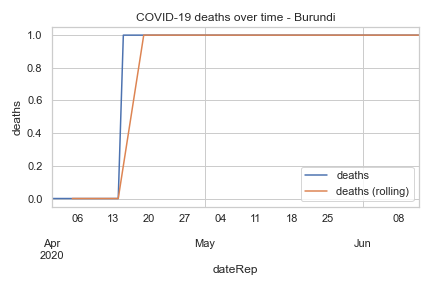 COVID-19 deaths over time - Burundi
1.0
0.8
0.6
0.4
0.2
0.0
deaths
deaths
deaths (rolling)
06 13 20 27 04 11 18 25 08
Apr May Jun
2020
dateRep